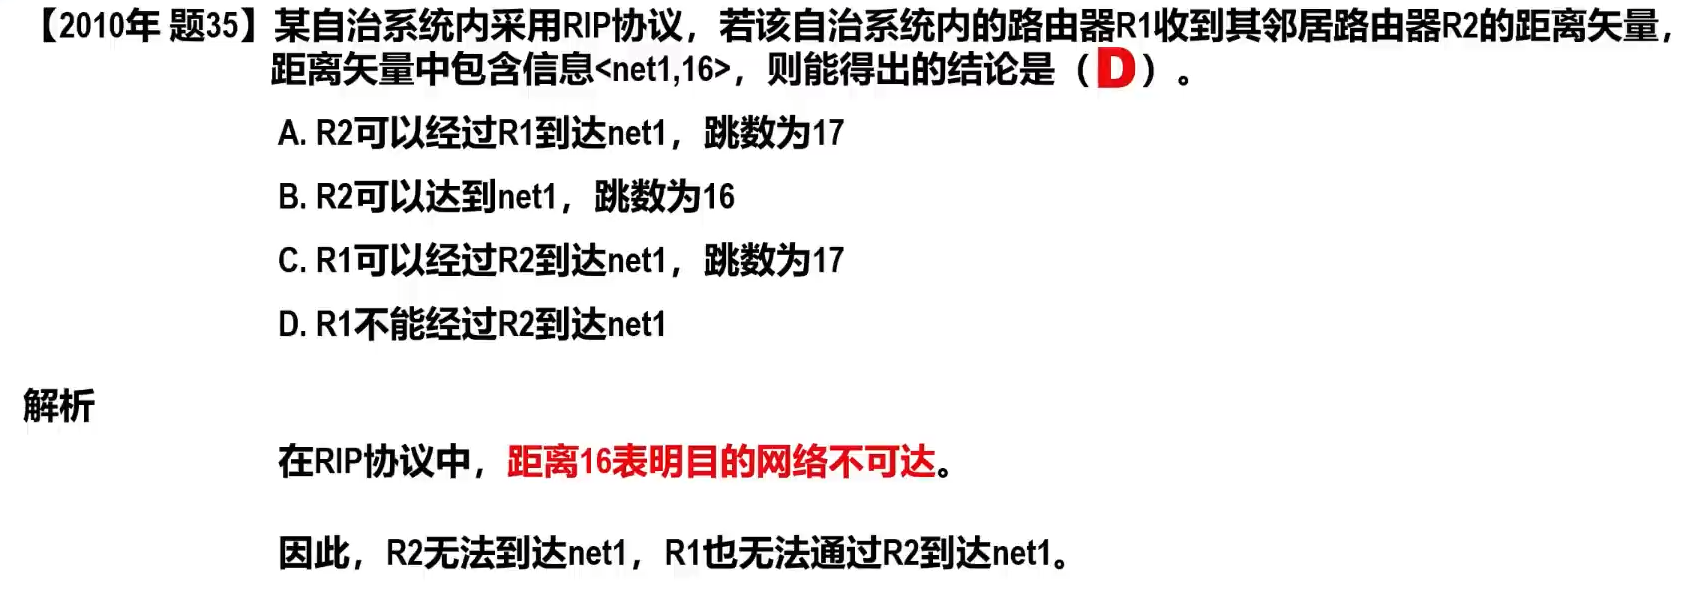 【2010年 题35】某自治系统内采用RIP协议，若该自治系统内的路由器R1收到其邻居路由器R2的距离矢量，
距离矢量中包含信息<net1,16>，则能得出的结论是（D）。
A. R2可以经过R1到达net1，跳数为17
B. R2可以达到net1，跳数为16
C. R1可以经过R2到达net1，跳数为17
D. R1不能经过R2到达net1
解析
在RIP协议中，距离16表明目的网络不可达。
因此，R2无法到达net1，R1也无法通过R2到达net1。